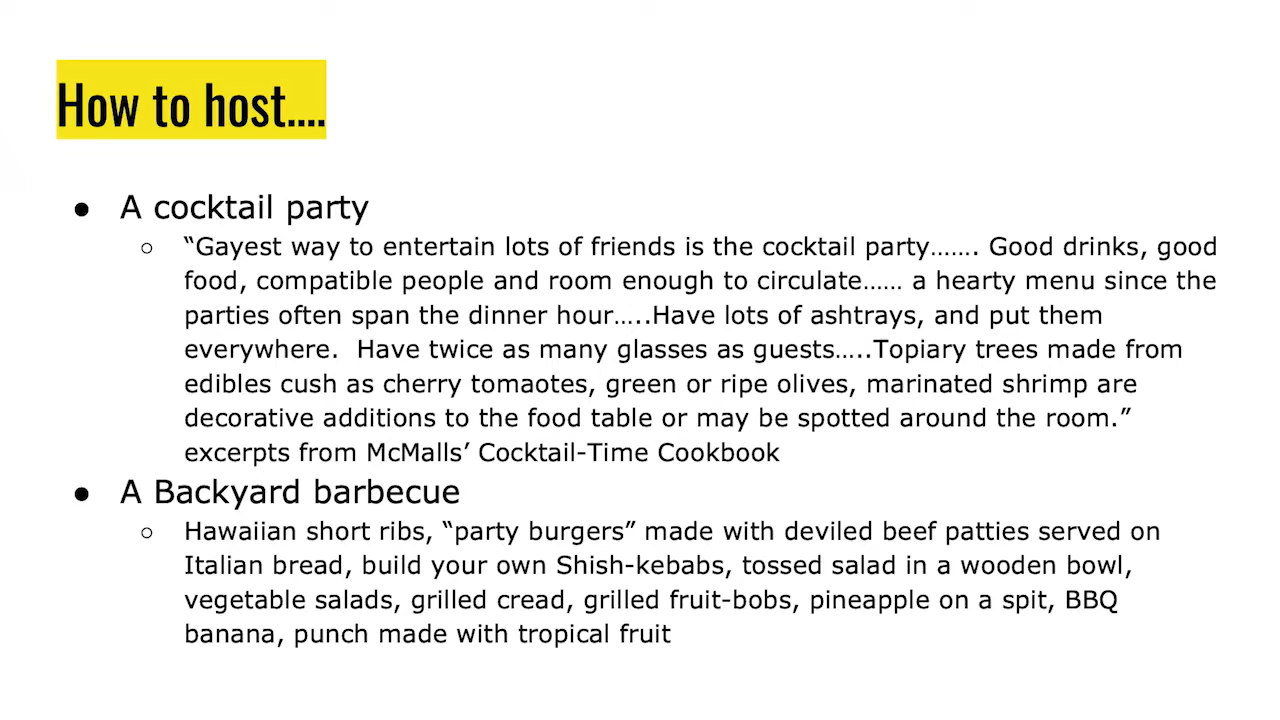 How to host....
● A cocktail party
○ “Gayest way to entertain lots of friends is the cocktail party……. Good drinks, good
food, compatible people and room enough to circulate…… a hearty menu since the
parties often span the dinner hour…..Have lots of ashtrays, and put them
everywhere.  Have twice as many glasses as guests…..Topiary trees made from
edibles cush as cherry tomaotes, green or ripe olives, marinated shrimp are
decorative additions to the food table or may be spotted around the room.”
excerpts from McMalls’ Cocktail-Time Cookbook
● A Backyard barbecue
○ Hawaiian short ribs, “party burgers” made with deviled beef patties served on
Italian bread, build your own Shish-kebabs, tossed salad in a wooden bowl,
vegetable salads, grilled cread, grilled fruit-bobs, pineapple on a spit, BBQ
banana, punch made with tropical fruit